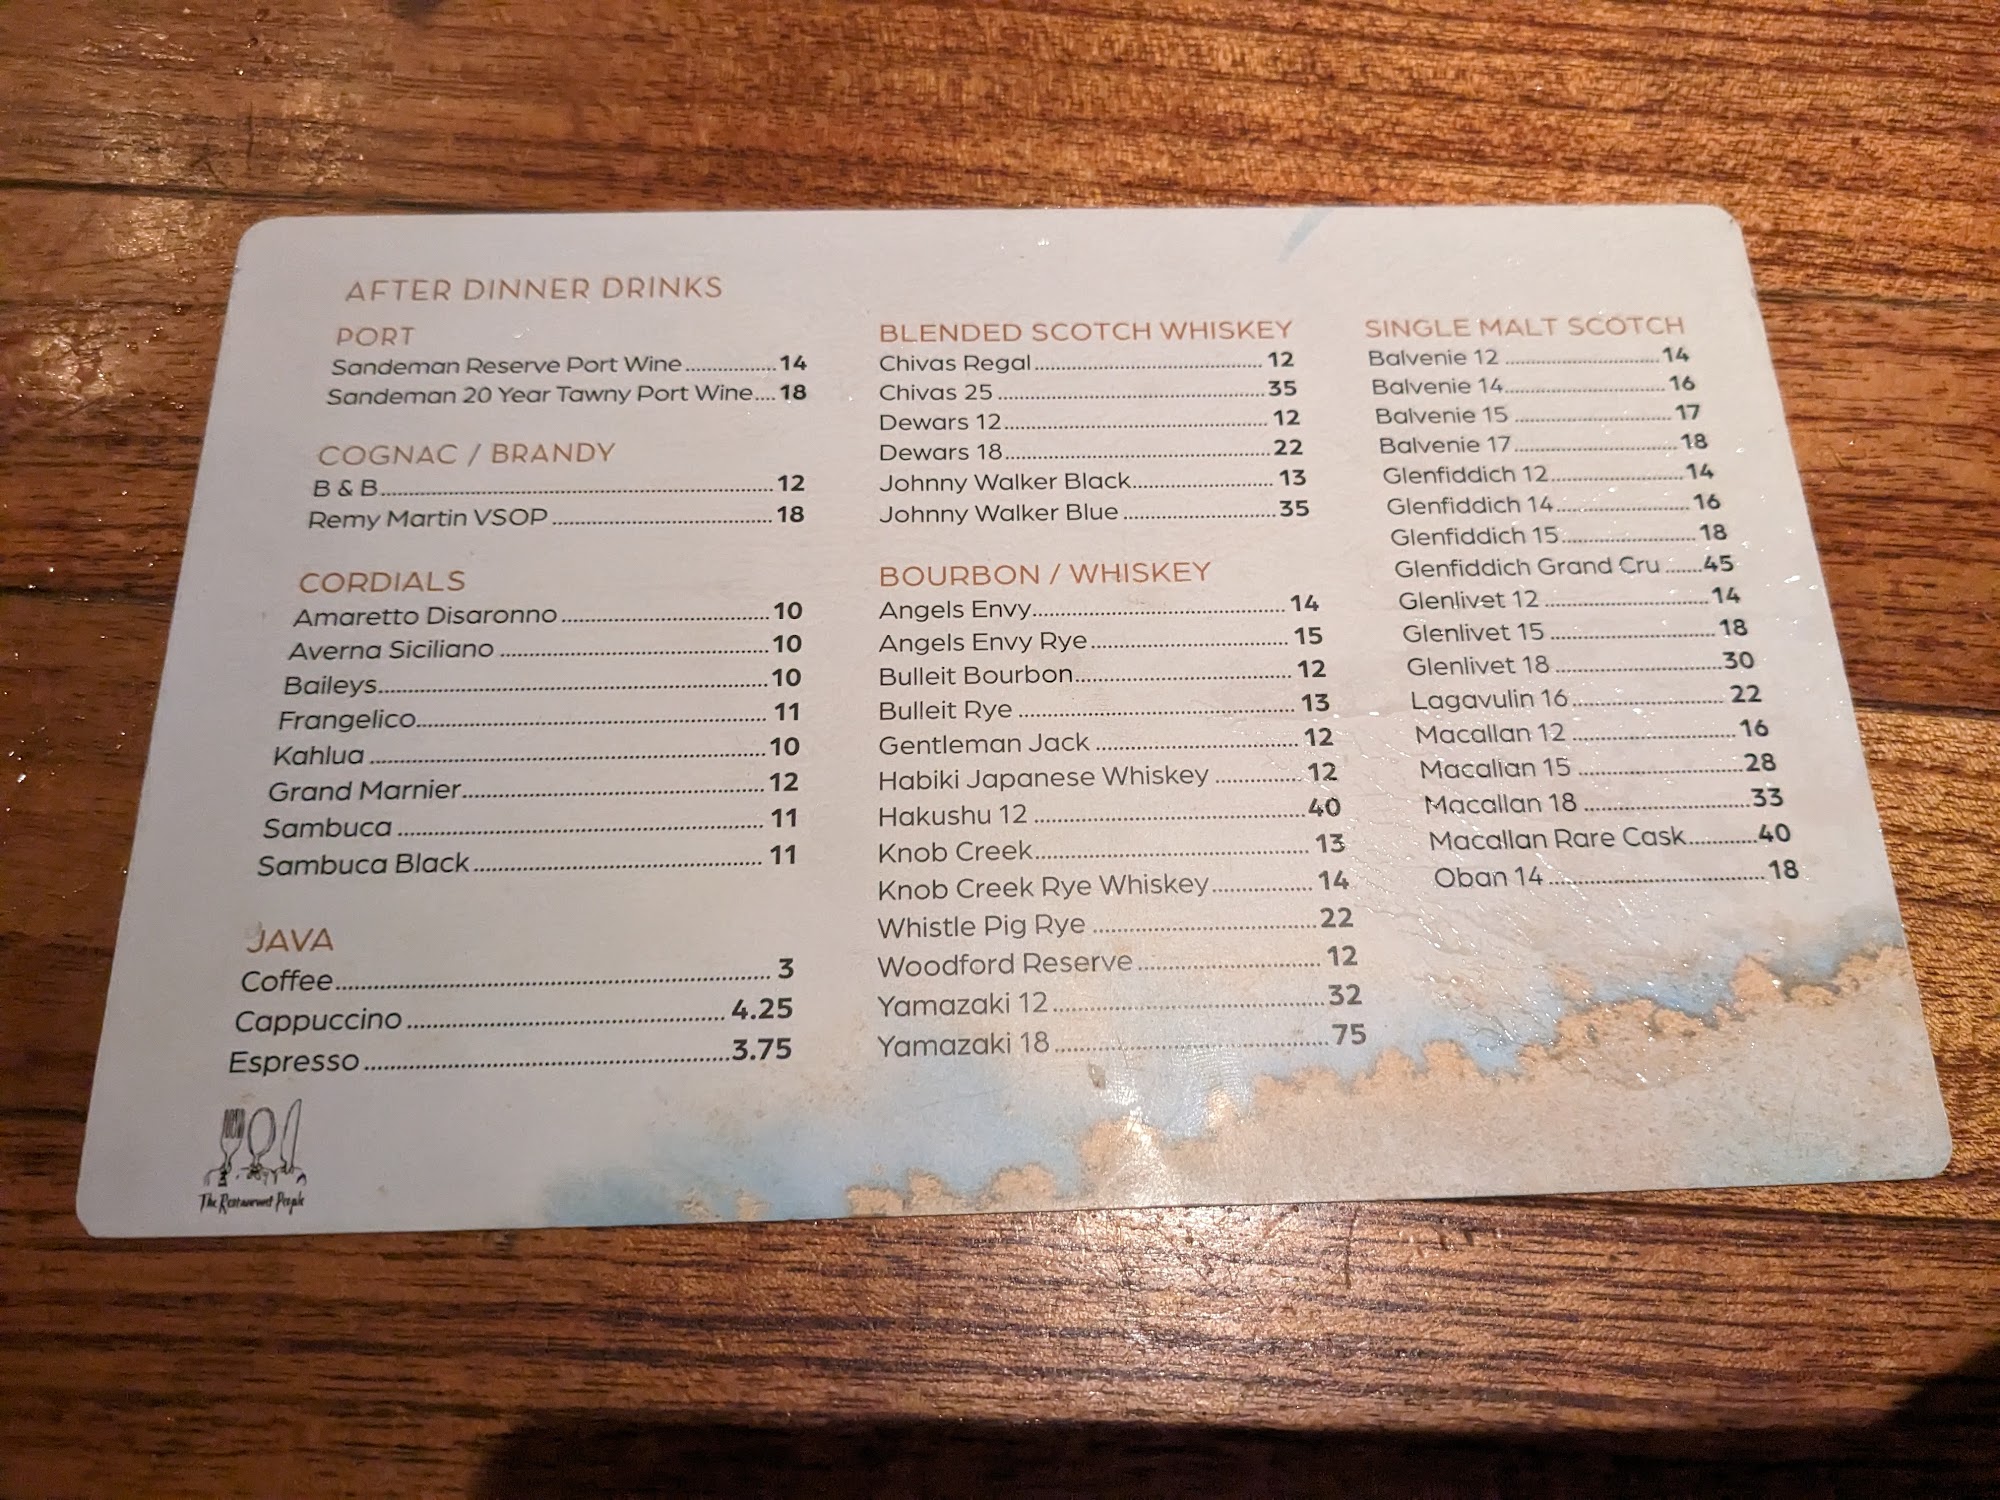 AFTER DINNER DRINKS
PORT
Sandeman Reserve Port Wine 14
Sandeman 20 Year Tawny Port Wine 18
COGNAC / BRANDY
B & B 12
Remy Martin VSOP 18
CORDIALS
Amaretto Disaronno 10
Averna Siciliano 10
Baileys 10
Frangelico 11
Kahlua 10
Grand Marnier 12
Sambuca 11
Sambuca Black 11
JAVA
Coffee 3
Cappuccino 4.25
Espresso 3.75
The Restaurant People
BLENDED SCOTCH WHISKEY
Chivas Regal 12
Chivas 25 35
Dewars 12 12
Dewars 18 22
Johnny Walker Black 13
Johnny Walker Blue 35
BOURBON / WHISKEY
Angels Envy 14
Angels Envy Rye 15
Bulleit Bourbon 12
Bulleit Rye 13
Gentleman Jack 12
Habiki Japanese Whiskey 12
Hakushu 12 40
Knob Creek 13
Knob Creek Rye Whiskey 14
Whistle Pig Rye 22
Woodford Reserve 12
Yamazaki 12 32
Yamazaki 18 75
SINGLE MALT SCOTCH
Balvenie 12 14
Balvenie 14 16
Balvenie 15 17
Balvenie 17 18
Glenfiddich 12 14
Glenfiddich 14 16
Glenfiddich 15 18
Glenfiddich Grand Cru 45
Glenlivet 12 14
Glenlivet 15 18
Glenlivet 18 30
Lagavulin 16 22
Macallan 12 16
Macallan 15 28
Macallan 18 33
Macallan Rare Cask 40
Oban 14 18